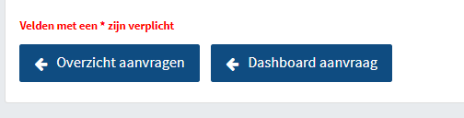 Velden met een * zijn verplicht
Overzicht aanvragen
Dashboard aanvraag